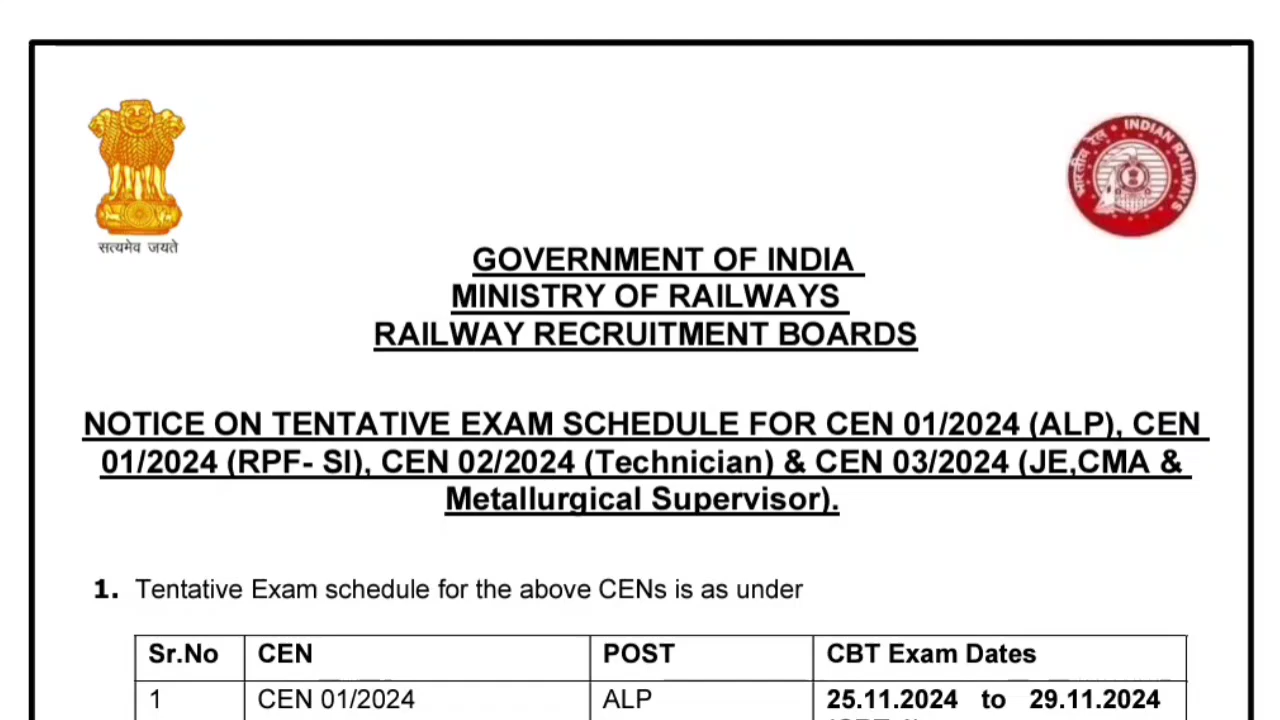 सत्यमेव जयते
भारतीय रेल * INDIAN RAILWAYS
GOVERNMENT OF INDIA
MINISTRY OF RAILWAYS
RAILWAY RECRUITMENT BOARDS
NOTICE ON TENTATIVE EXAM SCHEDULE FOR CEN 01/2024 (ALP), CEN
01/2024 (RPF- SI), CEN 02/2024 (Technician) & CEN 03/2024 (JE,CMA &
Metallurgical Supervisor).
1. Tentative Exam schedule for the above CENs is as under
Sr.No CEN POST CBT Exam Dates
1 CEN 01/2024 ALP 25.11.2024 to 29.11.2024